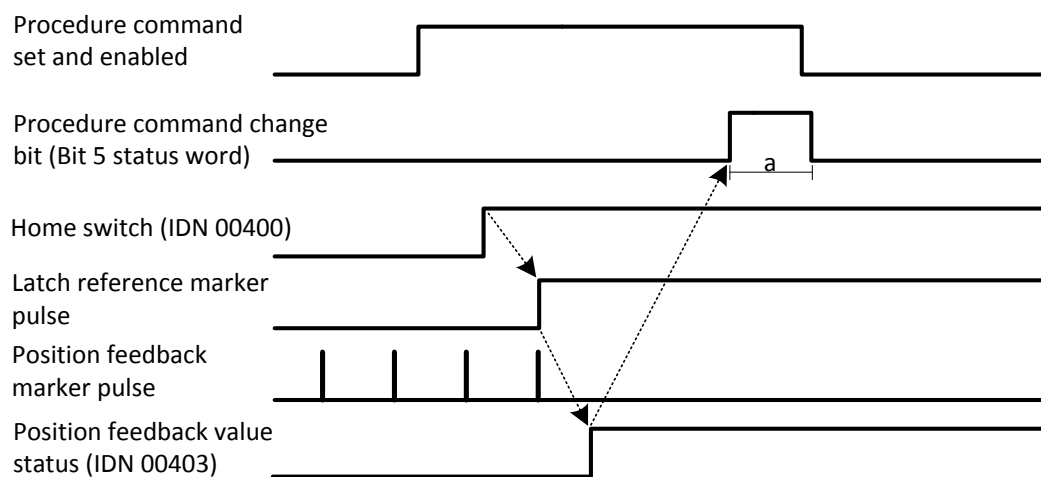 Procedure command
set and enabled
Procedure command change
bit (Bit 5 status word)
a
Home switch (IDN 00400)
Latch reference marker
pulse
Position feedback
marker pulse
Position feedback value
status (IDN 00403)